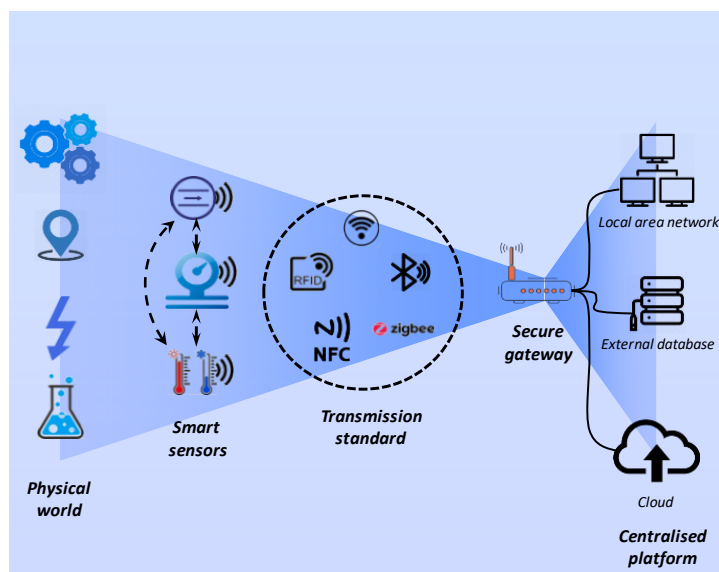 RFID
NFC
zigbee
Physical
world
Smart
sensors
Transmission
standard
Secure
gateway
Local area network
External database
Cloud
Centralised
platform